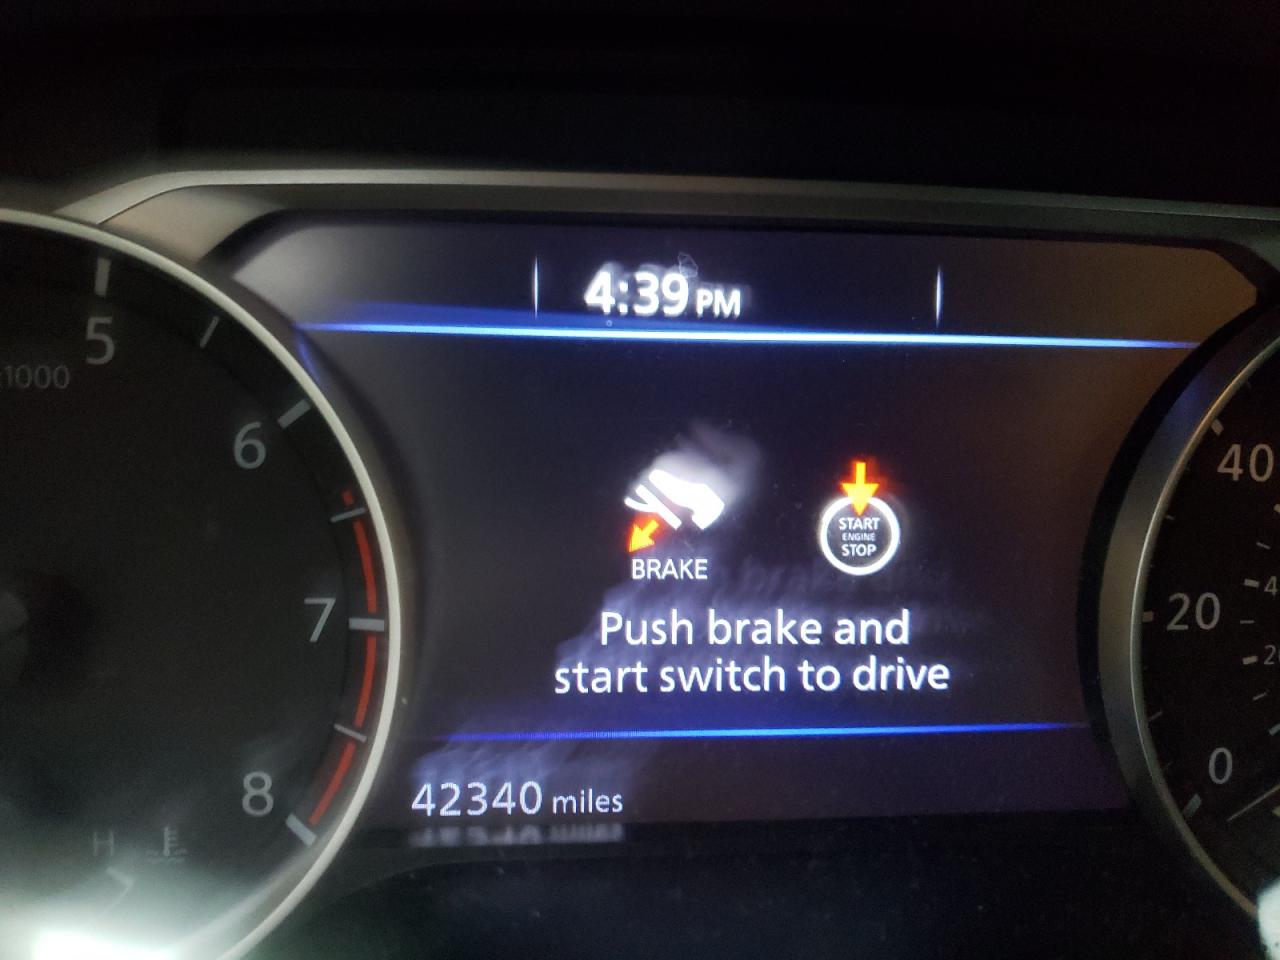 4:39 PM
5
x1000
6
7
8
H
BRAKE
START
ENGINE
STOP
Push brake and
start switch to drive
42340 miles
40
20
0